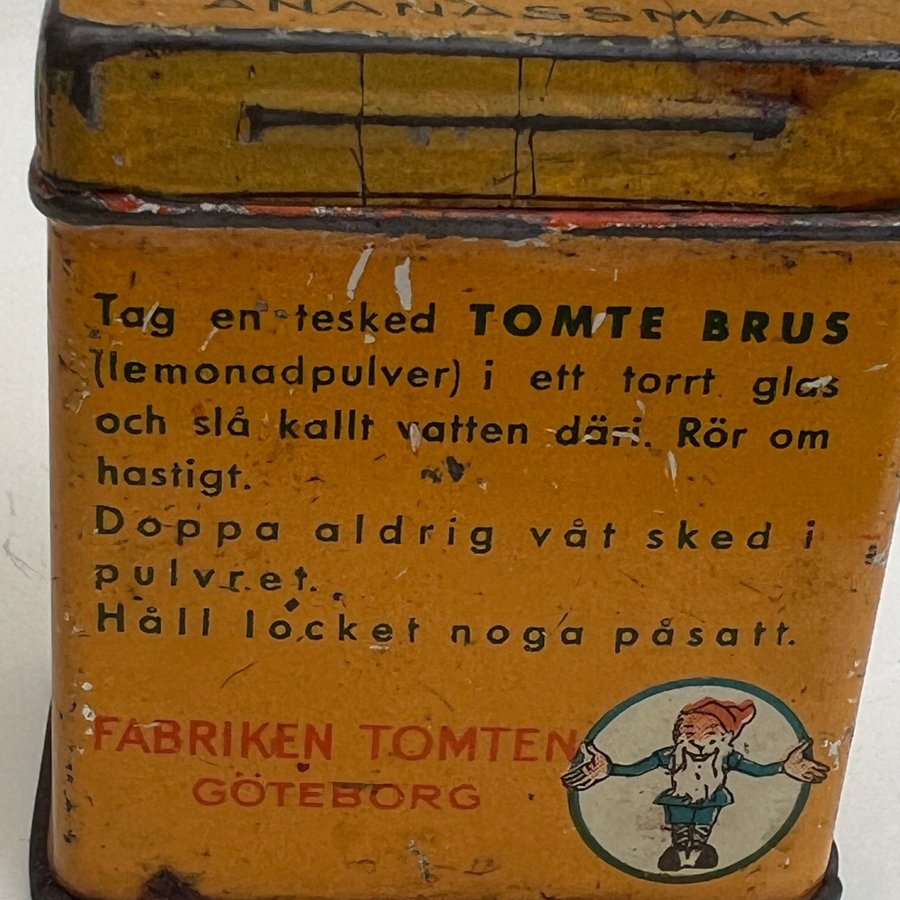 ANANASSMAK
Tag en tesked TOMTE BRUS
(lemonadpulver) i ett torrt glas
och slå kallt vatten däri. Rör om
hastigt.
Doppa aldrig våt sked i
pulvret.
Håll locket noga påsatt.
FABRIKEN TOMTEN
GÖTEBORG